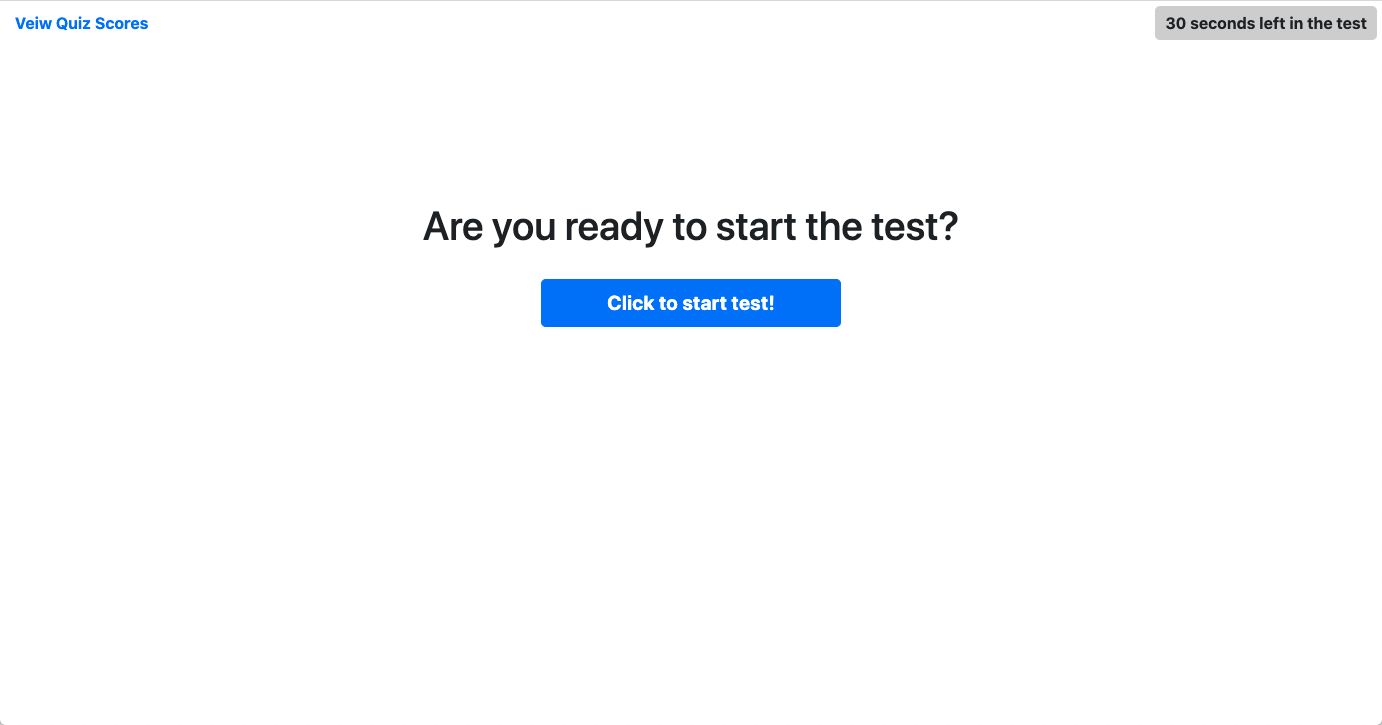 Veiw Quiz Scores
30 seconds left in the test
Are you ready to start the test?
Click to start test!